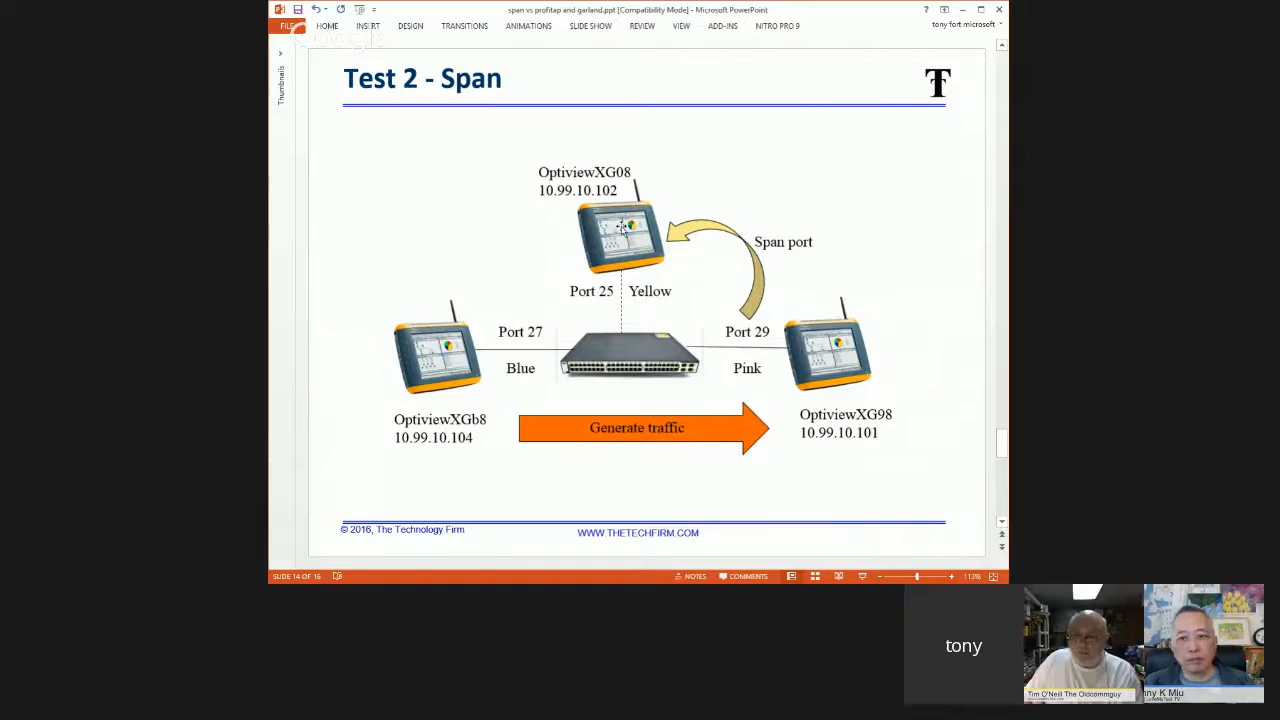 span vs profitap and garland.ppt [Compatibility Mode] - Microsoft PowerPoint
FILE HOME INSERT DESIGN TRANSITIONS ANIMATIONS SLIDE SHOW REVIEW VIEW ADD-INS NITRO PRO 9
tony fort microsoft
Thumbnails
Test 2 - Span
T
OptiviewXG08
10.99.10.102
Span port
Port 25 Yellow
Port 27
Port 29
Blue
Pink
OptiviewXGb8
10.99.10.104
Generate traffic
OptiviewXG98
10.99.10.101
© 2016, The Technology Firm
WWW.THETECHFIRM.COM
SLIDE 14 OF 16
NOTES COMMENTS
113%
tony
Tim O'Neill The Oldcommguy
nny K Miu